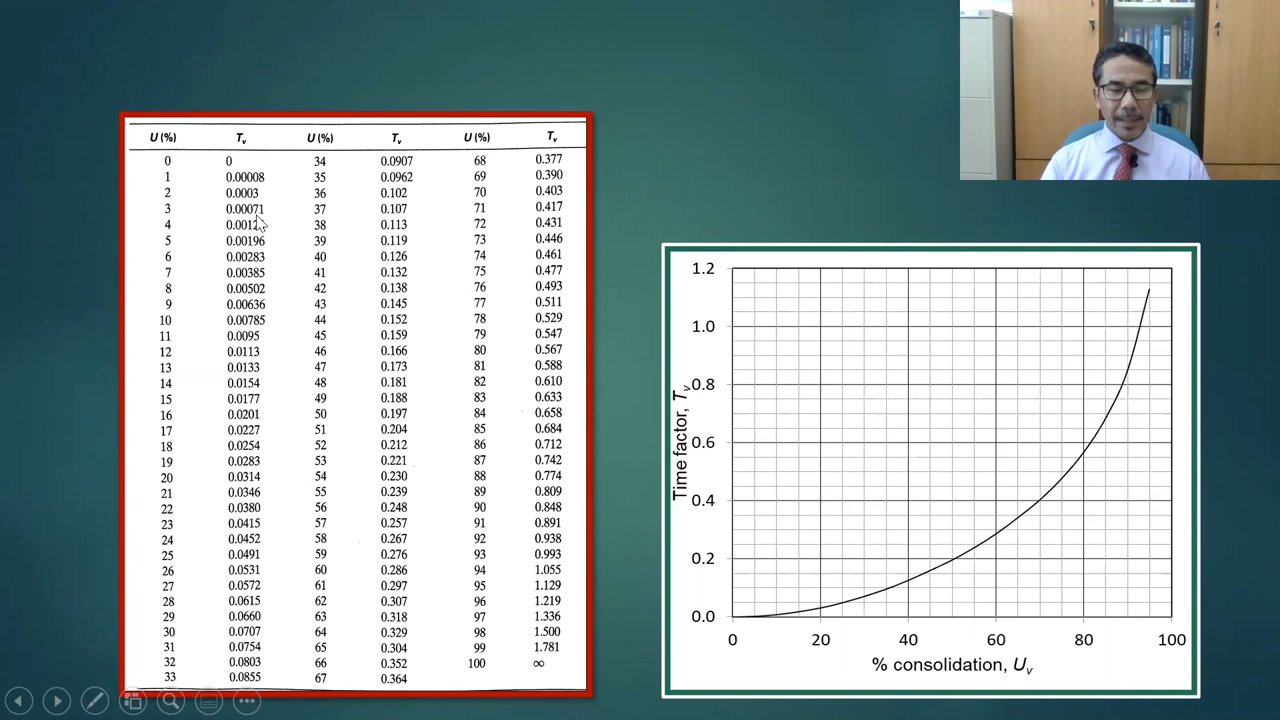 U (%) Tv U (%) Tv U (%) Tv
0 0 34 0.0907 68 0.377
1 0.00008 35 0.0962 69 0.390
2 0.0003 36 0.102 70 0.403
3 0.00071 37 0.107 71 0.417
4 38 0.113 72 0.431
5 0.00196 39 0.119 73 0.446
6 0.00283 40 0.126 74 0.461
7 0.00385 41 0.132 75 0.477
8 0.00502 42 0.138 76 0.493
9 0.00636 43 0.145 77 0.511
10 0.00785 44 0.152 78 0.529
11 0.0095 45 0.159 79 0.547
12 0.0113 46 0.166 80 0.567
13 0.0133 47 0.173 81 0.588
14 0.0154 48 0.181 82 0.610
15 0.0177 49 0.188 83 0.633
16 0.0201 50 0.197 84 0.658
17 0.0227 51 0.204 85 0.684
18 0.0254 52 0.212 86 0.712
19 0.0283 53 0.221 87 0.742
20 0.0314 54 0.230 88 0.774
21 0.0346 55 0.239 89 0.809
22 0.0380 56 0.248 90 0.848
23 0.0415 57 0.257 91 0.891
24 0.0452 58 0.267 92 0.938
25 0.0491 59 0.276 93 0.993
26 0.0531 60 0.286 94 1.055
27 0.0572 61 0.297 95 1.129
28 0.0615 62 0.307 96 1.219
29 0.0660 63 0.318 97 1.336
30 0.0707 64 0.329 98 1.500
31 0.0754 65 0.304 99 1.781
32 0.0803 66 0.352 100 ∞
33 0.0855 67 0.364
Time factor, Tv
1.2
1.0
0.8
0.6
0.4
0.2
0.0
0 20 40 60 80 100
% consolidation, Uv